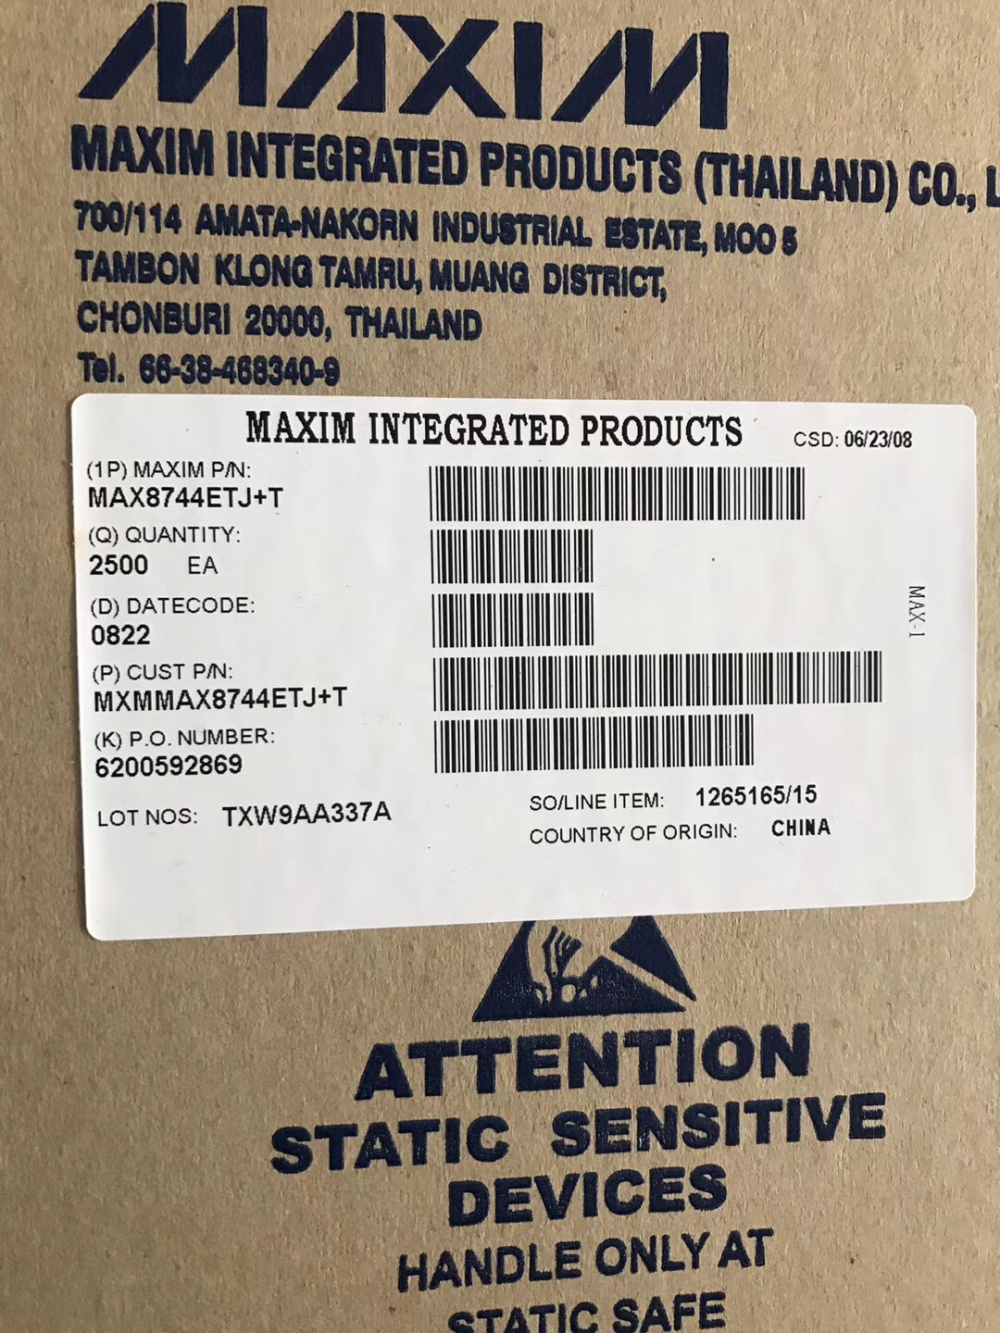 MAXIM
MAXIM INTEGRATED PRODUCTS (THAILAND) CO.,
700/114 AMATA-NAKORN INDUSTRIAL ESTATE, MOO 5
TAMBON KLONG TAMRU, MUANG DISTRICT,
CHONBURI 20000, THAILAND
Tel. 66-38-468340-9
MAXIM INTEGRATED PRODUCTS CSD: 06/23/08
(1P) MAXIM P/N:
MAX8744ETJ+T
(Q) QUANTITY:
2500 EA
(D) DATECODE:
0822
(P) CUST P/N:
MXMMAX8744ETJ+T
(K) P.O. NUMBER:
6200592869
LOT NOS: TXW9AA337A
SO/LINE ITEM: 1265165/15
COUNTRY OF ORIGIN: CHINA
MAX-1
ATTENTION
STATIC SENSITIVE
DEVICES
HANDLE ONLY AT
STATIC SAFE